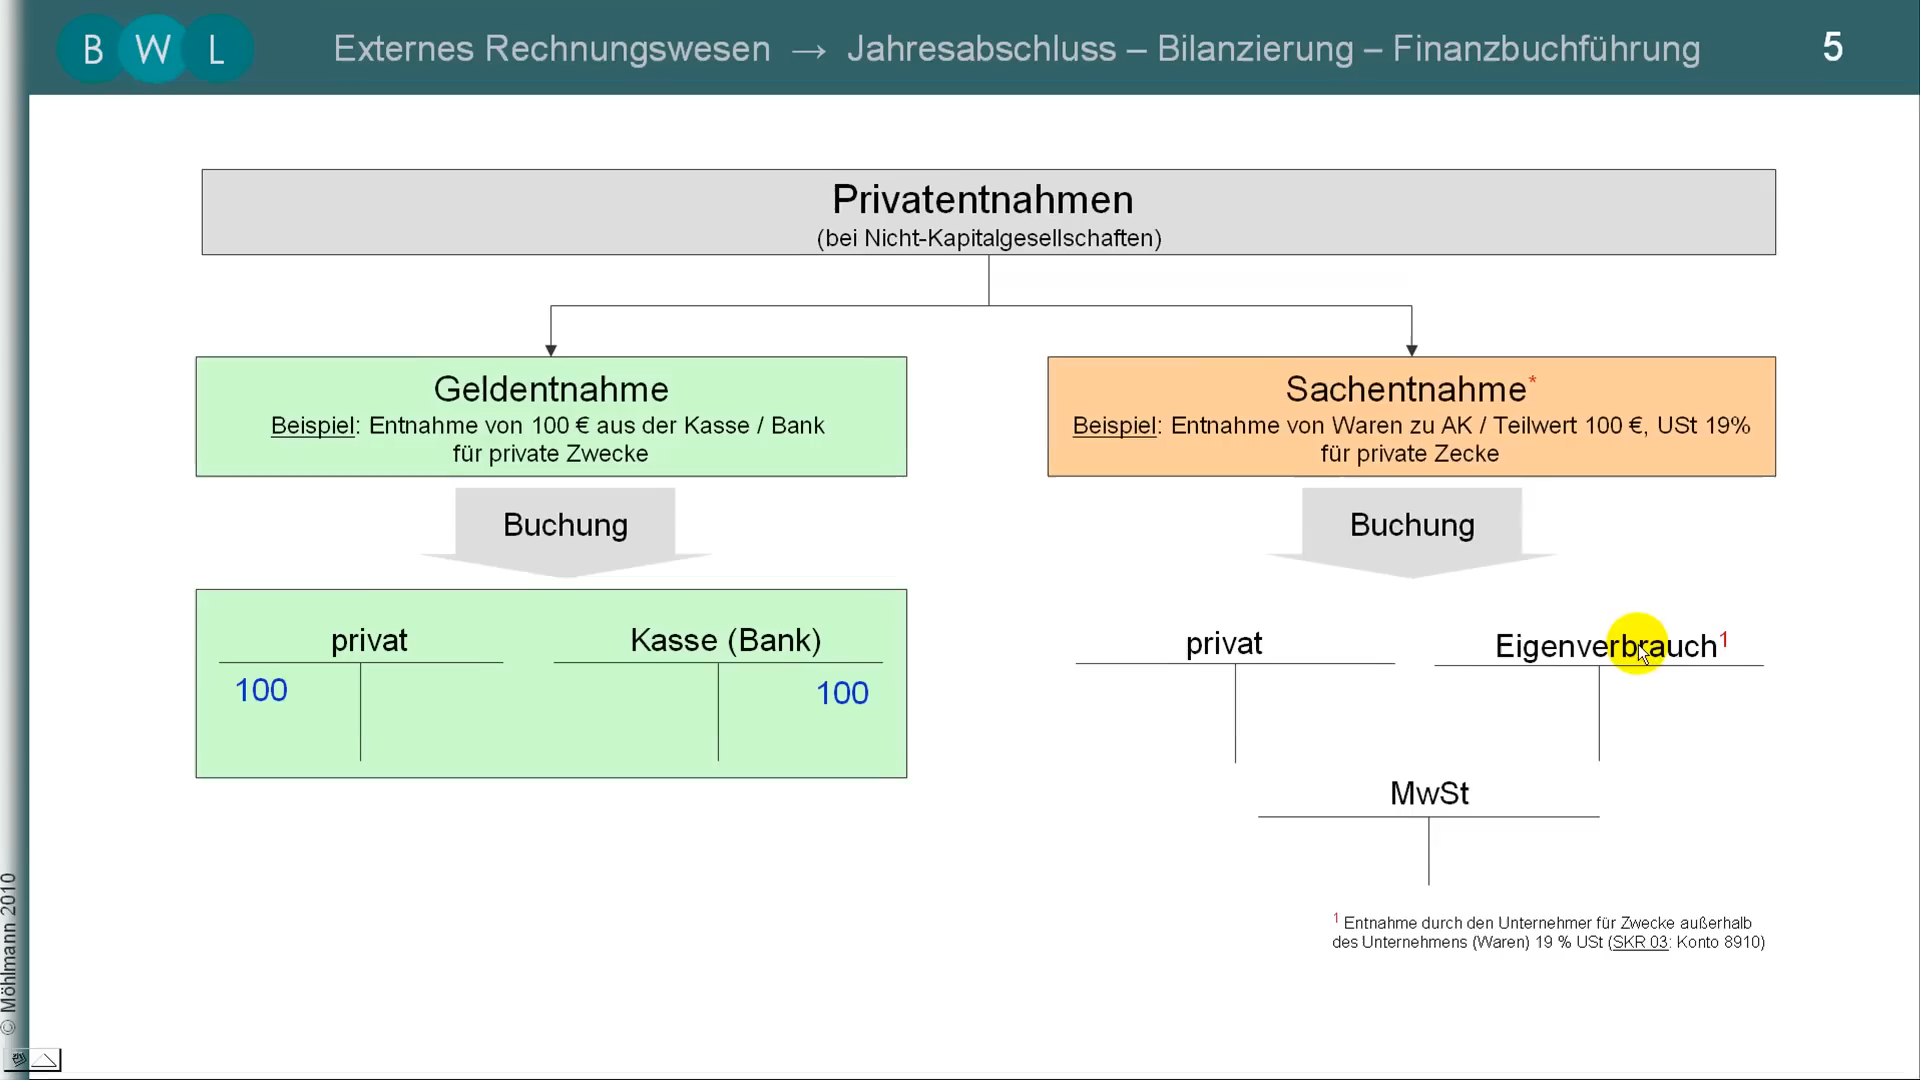 B W L
Externes Rechnungswesen → Jahresabschluss – Bilanzierung – Finanzbuchführung
5
Privatentnahmen
(bei Nicht-Kapitalgesellschaften)
Geldentnahme
Beispiel: Entnahme von 100 € aus der Kasse / Bank
für private Zwecke
Sachentnahme*
Beispiel: Entnahme von Waren zu AK / Teilwert 100 €, USt 19%
für private Zecke
Buchung
Buchung
privat
Kasse (Bank)
100
100
privat
Eigenverbrauch1
MwSt
1 Entnahme durch den Unternehmer für Zwecke außerhalb
des Unternehmens (Waren) 19 % USt (SKR 03: Konto 8910)
© Möhlmann 2010